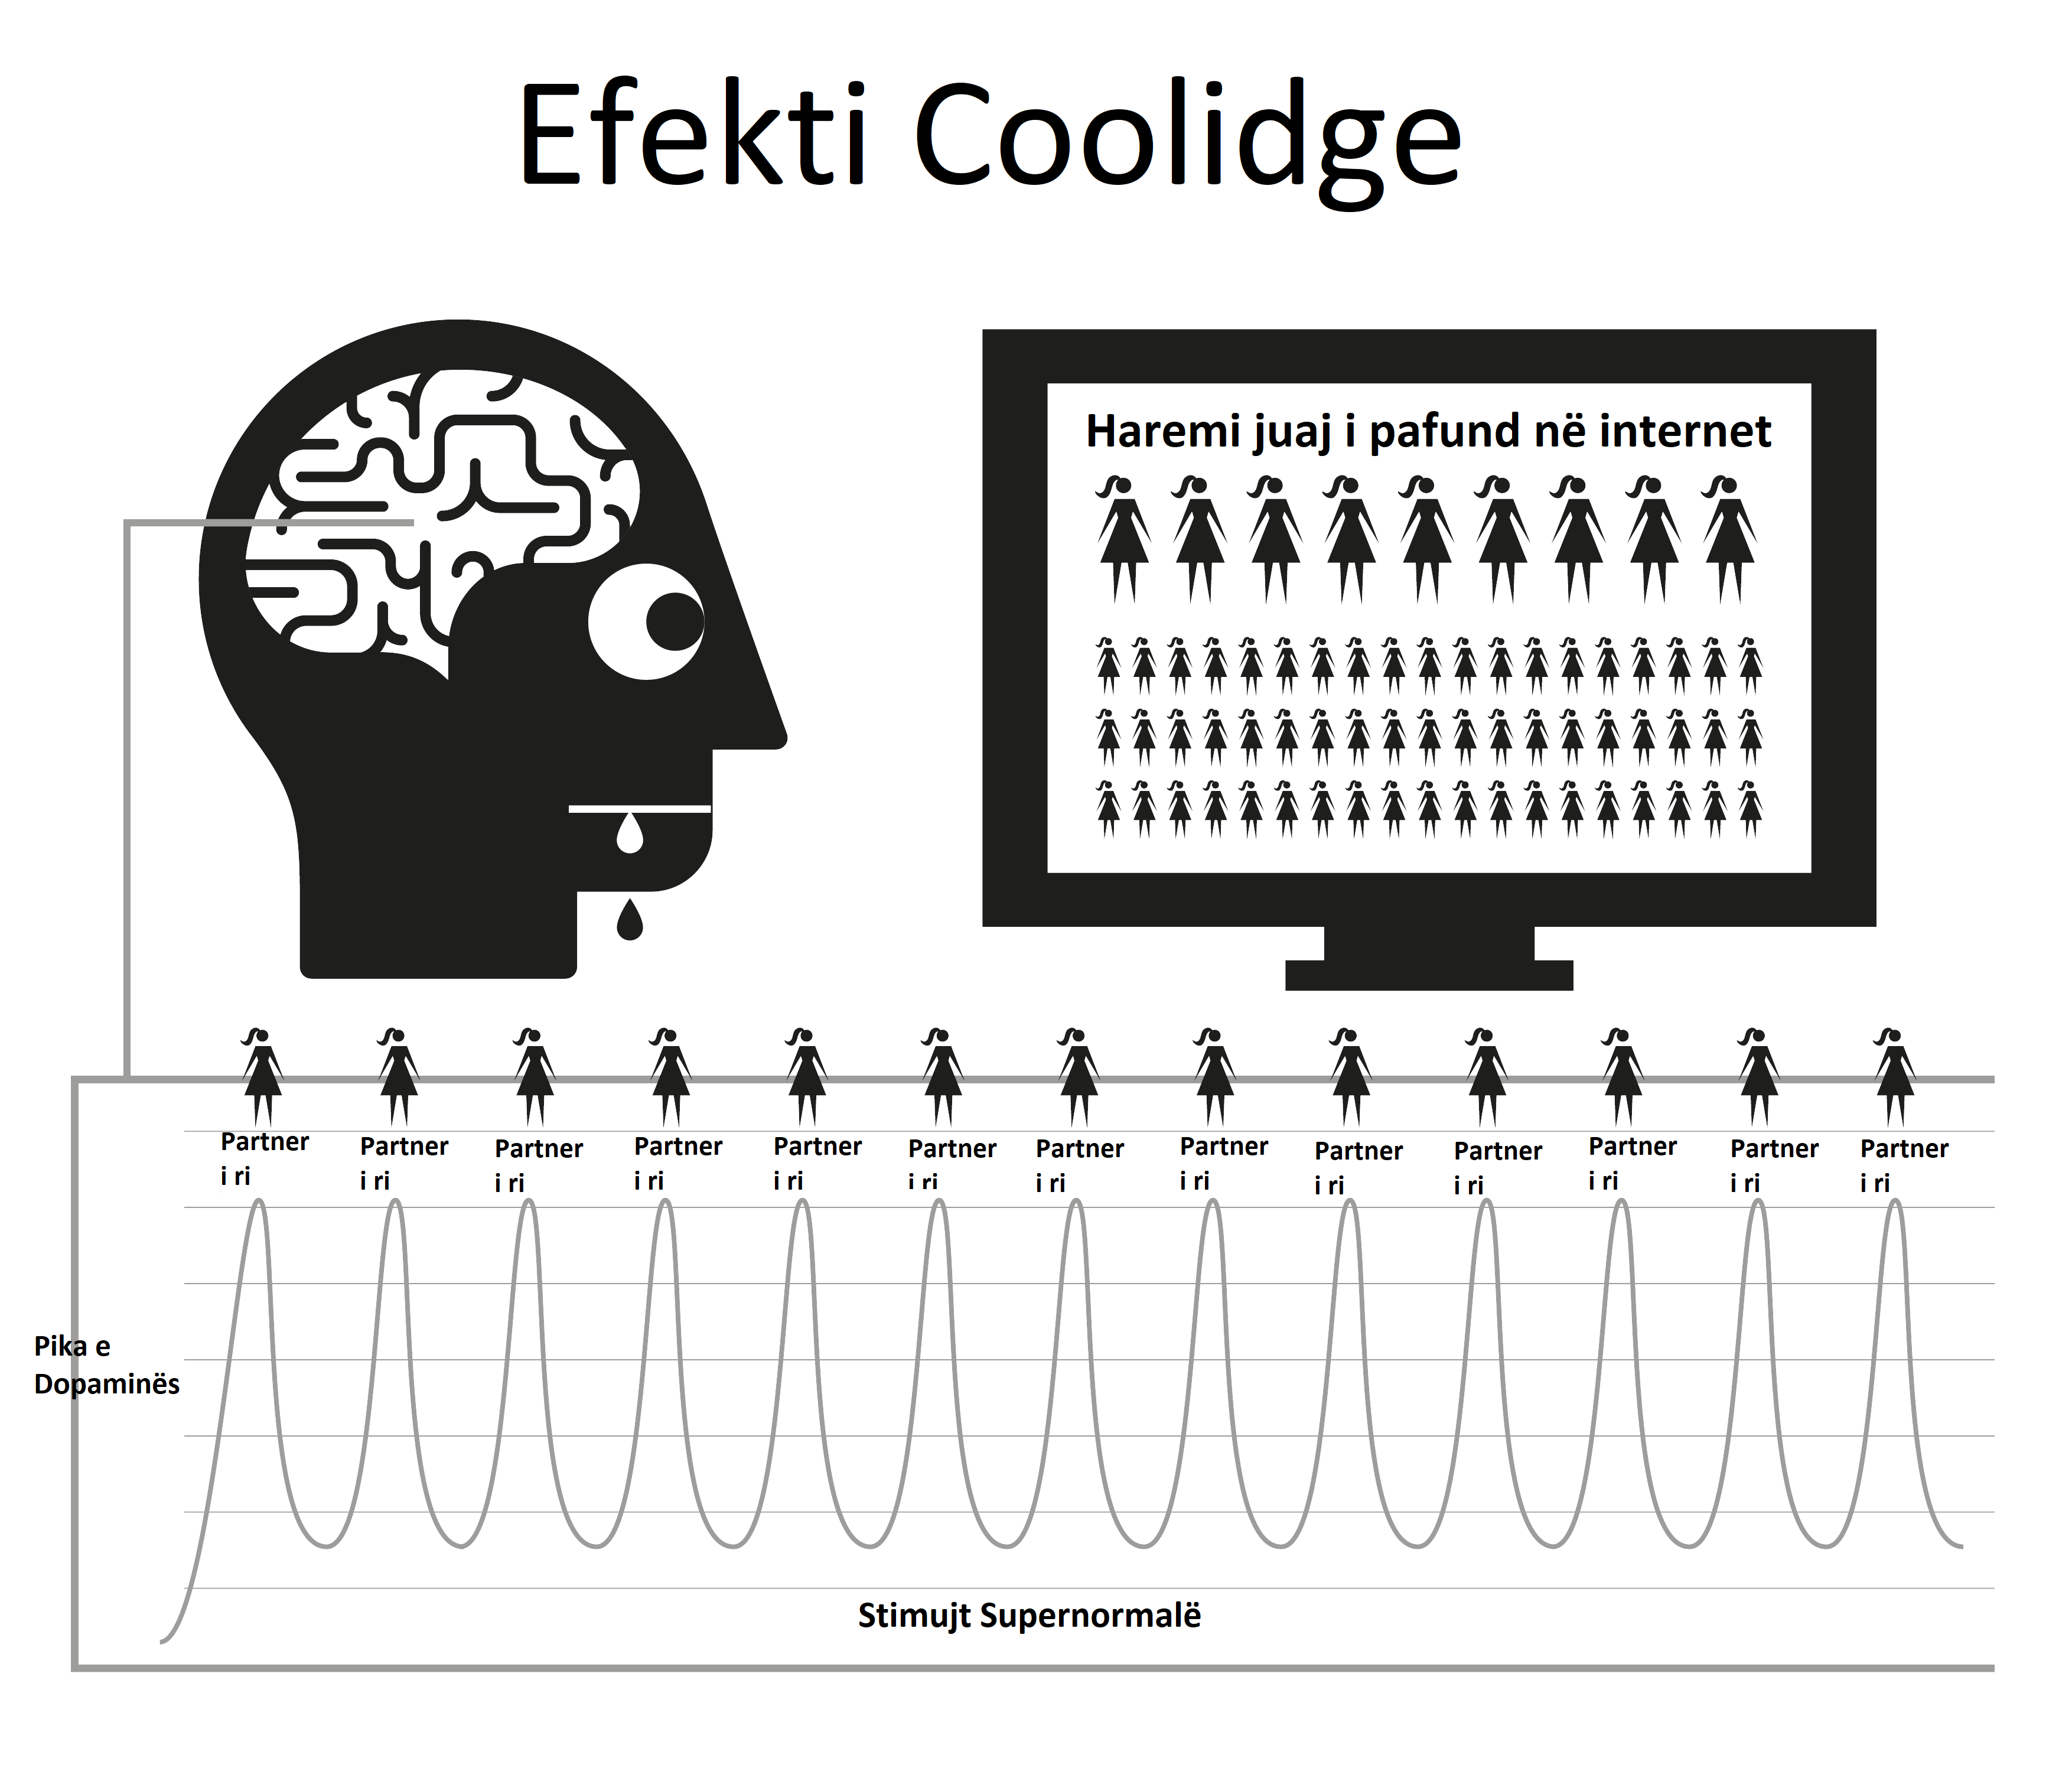 Efekti Coolidge
Haremi juaj i pafund në internet
Partner
i ri
Partner
i ri
Partner
i ri
Partner
i ri
Partner
i ri
Partner
i ri
Partner
i ri
Partner
i ri
Partner
i ri
Partner
i ri
Partner
i ri
Partner
i ri
Partner
i ri
Pika e
Dopaminës
Stimujt Supernormalë